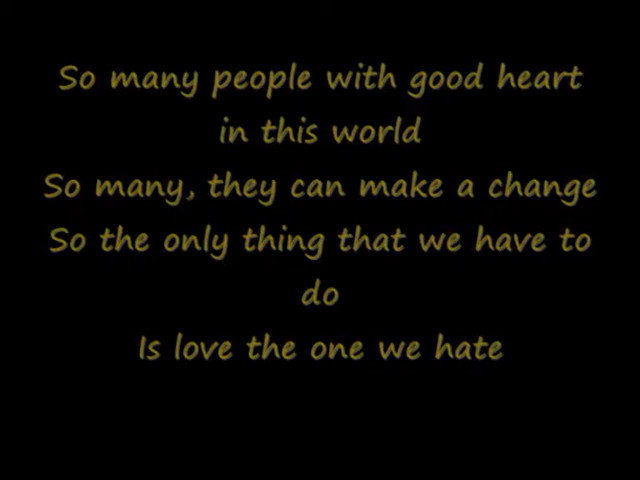 So many people with good heart
in this world
So many, they can make a change
So the only thing that we have to
do
Is love the one we hate